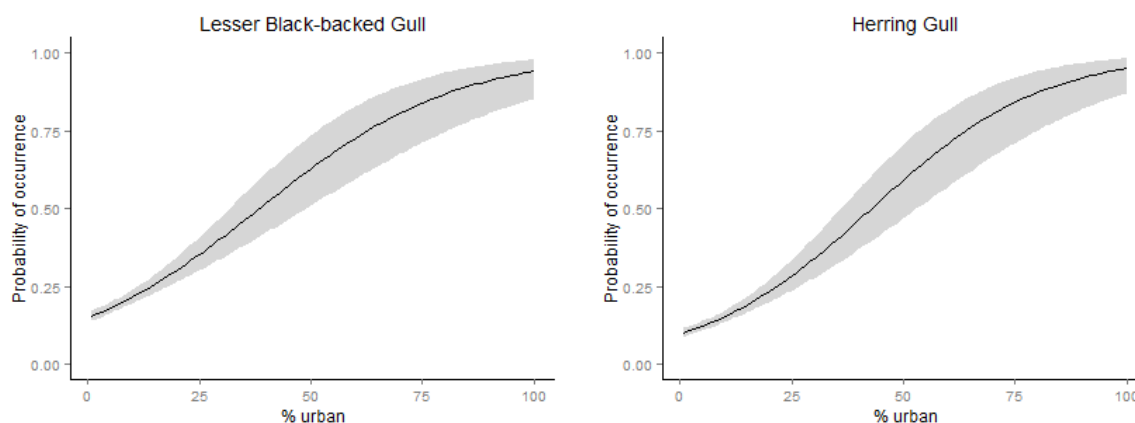 Lesser Black-backed Gull
Probability of occurrence
1.00
0.75
0.50
0.25
0.00
0 25 50 75 100
% urban
Herring Gull
Probability of occurrence
1.00
0.75
0.50
0.25
0.00
0 25 50 75 100
% urban